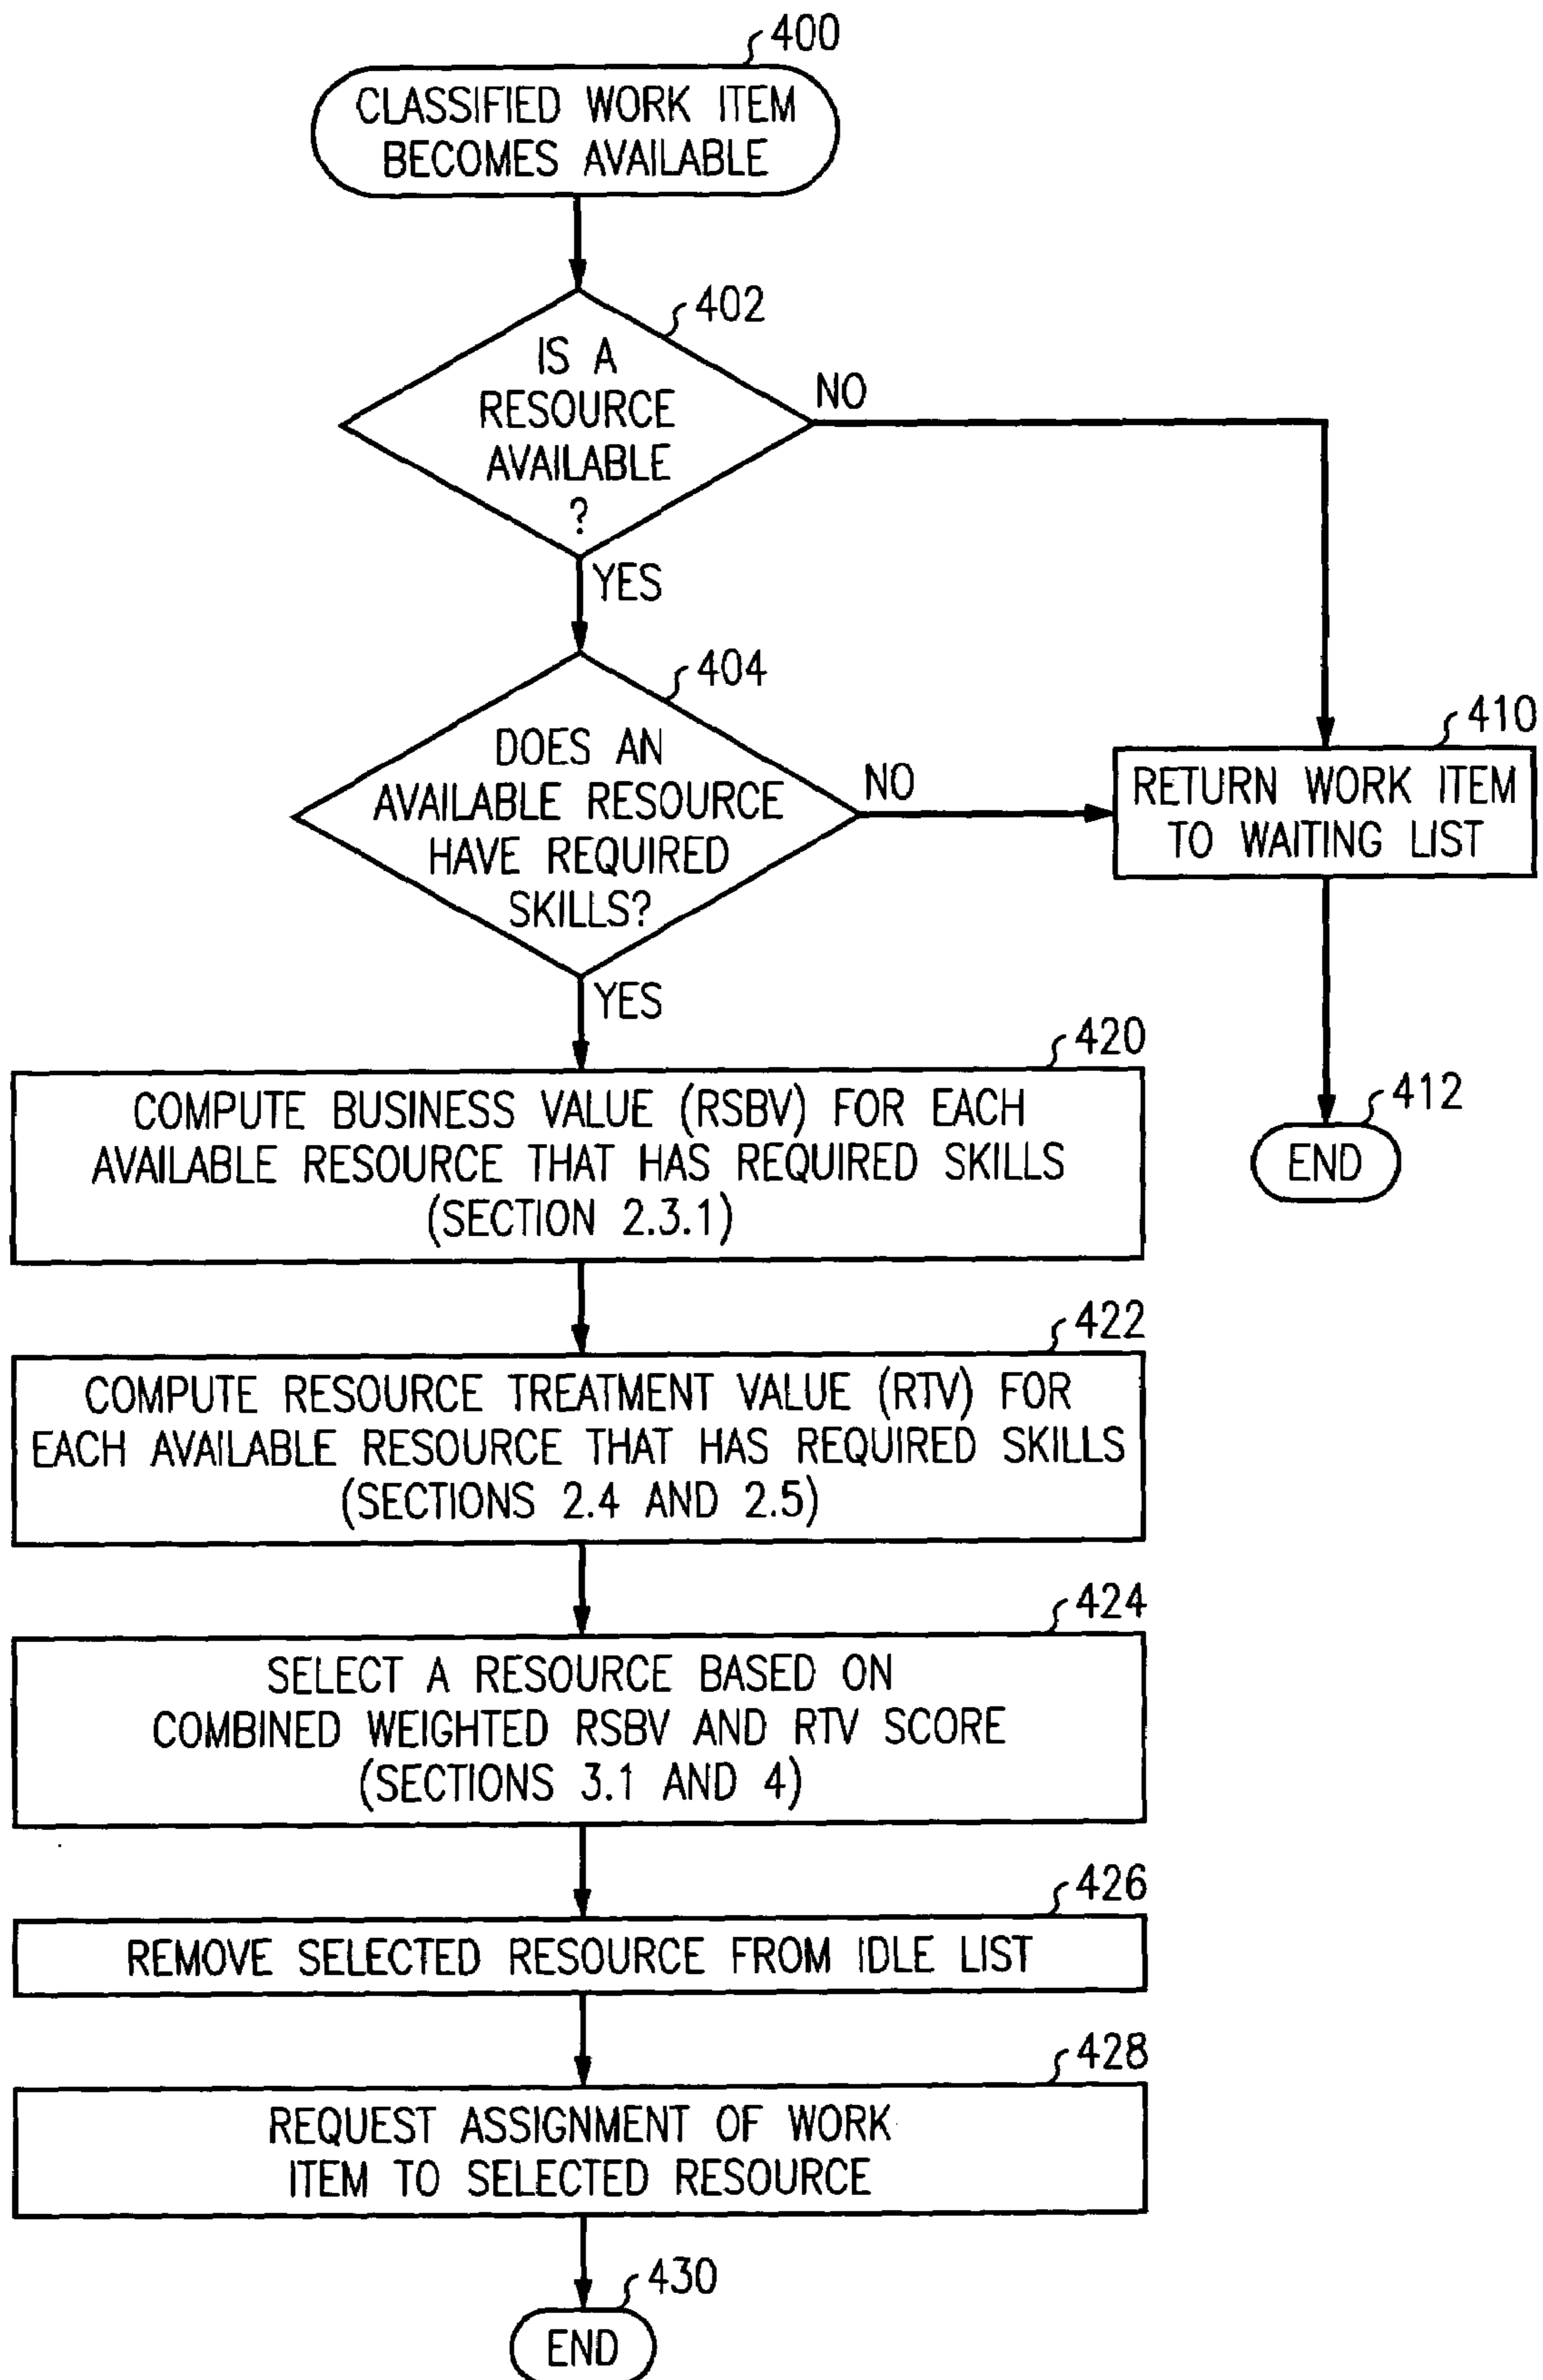 400
CLASSIFIED WORK ITEM
BECOMES AVAILABLE
402
IS A
RESOURCE
AVAILABLE
?
NO
YES
404
DOES AN
AVAILABLE RESOURCE
HAVE REQUIRED
SKILLS?
NO
YES
410
RETURN WORK ITEM
TO WAITING LIST
412
END
420
COMPUTE BUSINESS VALUE (RSBV) FOR EACH
AVAILABLE RESOURCE THAT HAS REQUIRED SKILLS
(SECTION 2.3.1)
422
COMPUTE RESOURCE TREATMENT VALUE (RTV) FOR
EACH AVAILABLE RESOURCE THAT HAS REQUIRED SKILLS
(SECTIONS 2.4 AND 2.5)
424
SELECT A RESOURCE BASED ON
COMBINED WEIGHTED RSBV AND RTV SCORE
(SECTIONS 3.1 AND 4)
426
REMOVE SELECTED RESOURCE FROM IDLE LIST
428
REQUEST ASSIGNMENT OF WORK
ITEM TO SELECTED RESOURCE
430
END